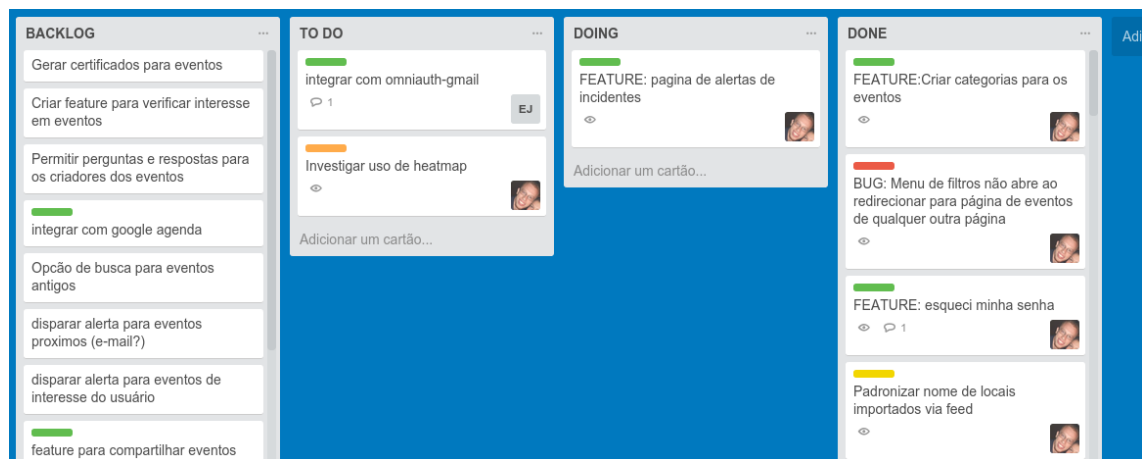 BACKLOG ...
Gerar certificados para eventos
Criar feature para verificar interesse
em eventos
Permitir perguntas e respostas para
os criadores dos eventos
integrar com google agenda
Opcão de busca para eventos
antigos
disparar alerta para eventos
proximos (e-mail?)
disparar alerta para eventos de
interesse do usuário
feature para compartilhar eventos
TO DO ...
integrar com omniauth-gmail
1
EJ
Investigar uso de heatmap
Adicionar um cartão...
DOING ...
FEATURE: pagina de alertas de
incidentes
Adicionar um cartão...
DONE ...
FEATURE:Criar categorias para os
eventos
BUG: Menu de filtros não abre ao
redirecionar para página de eventos
de qualquer outra página
FEATURE: esqueci minha senha
1
Padronizar nome de locais
importados via feed
Adi